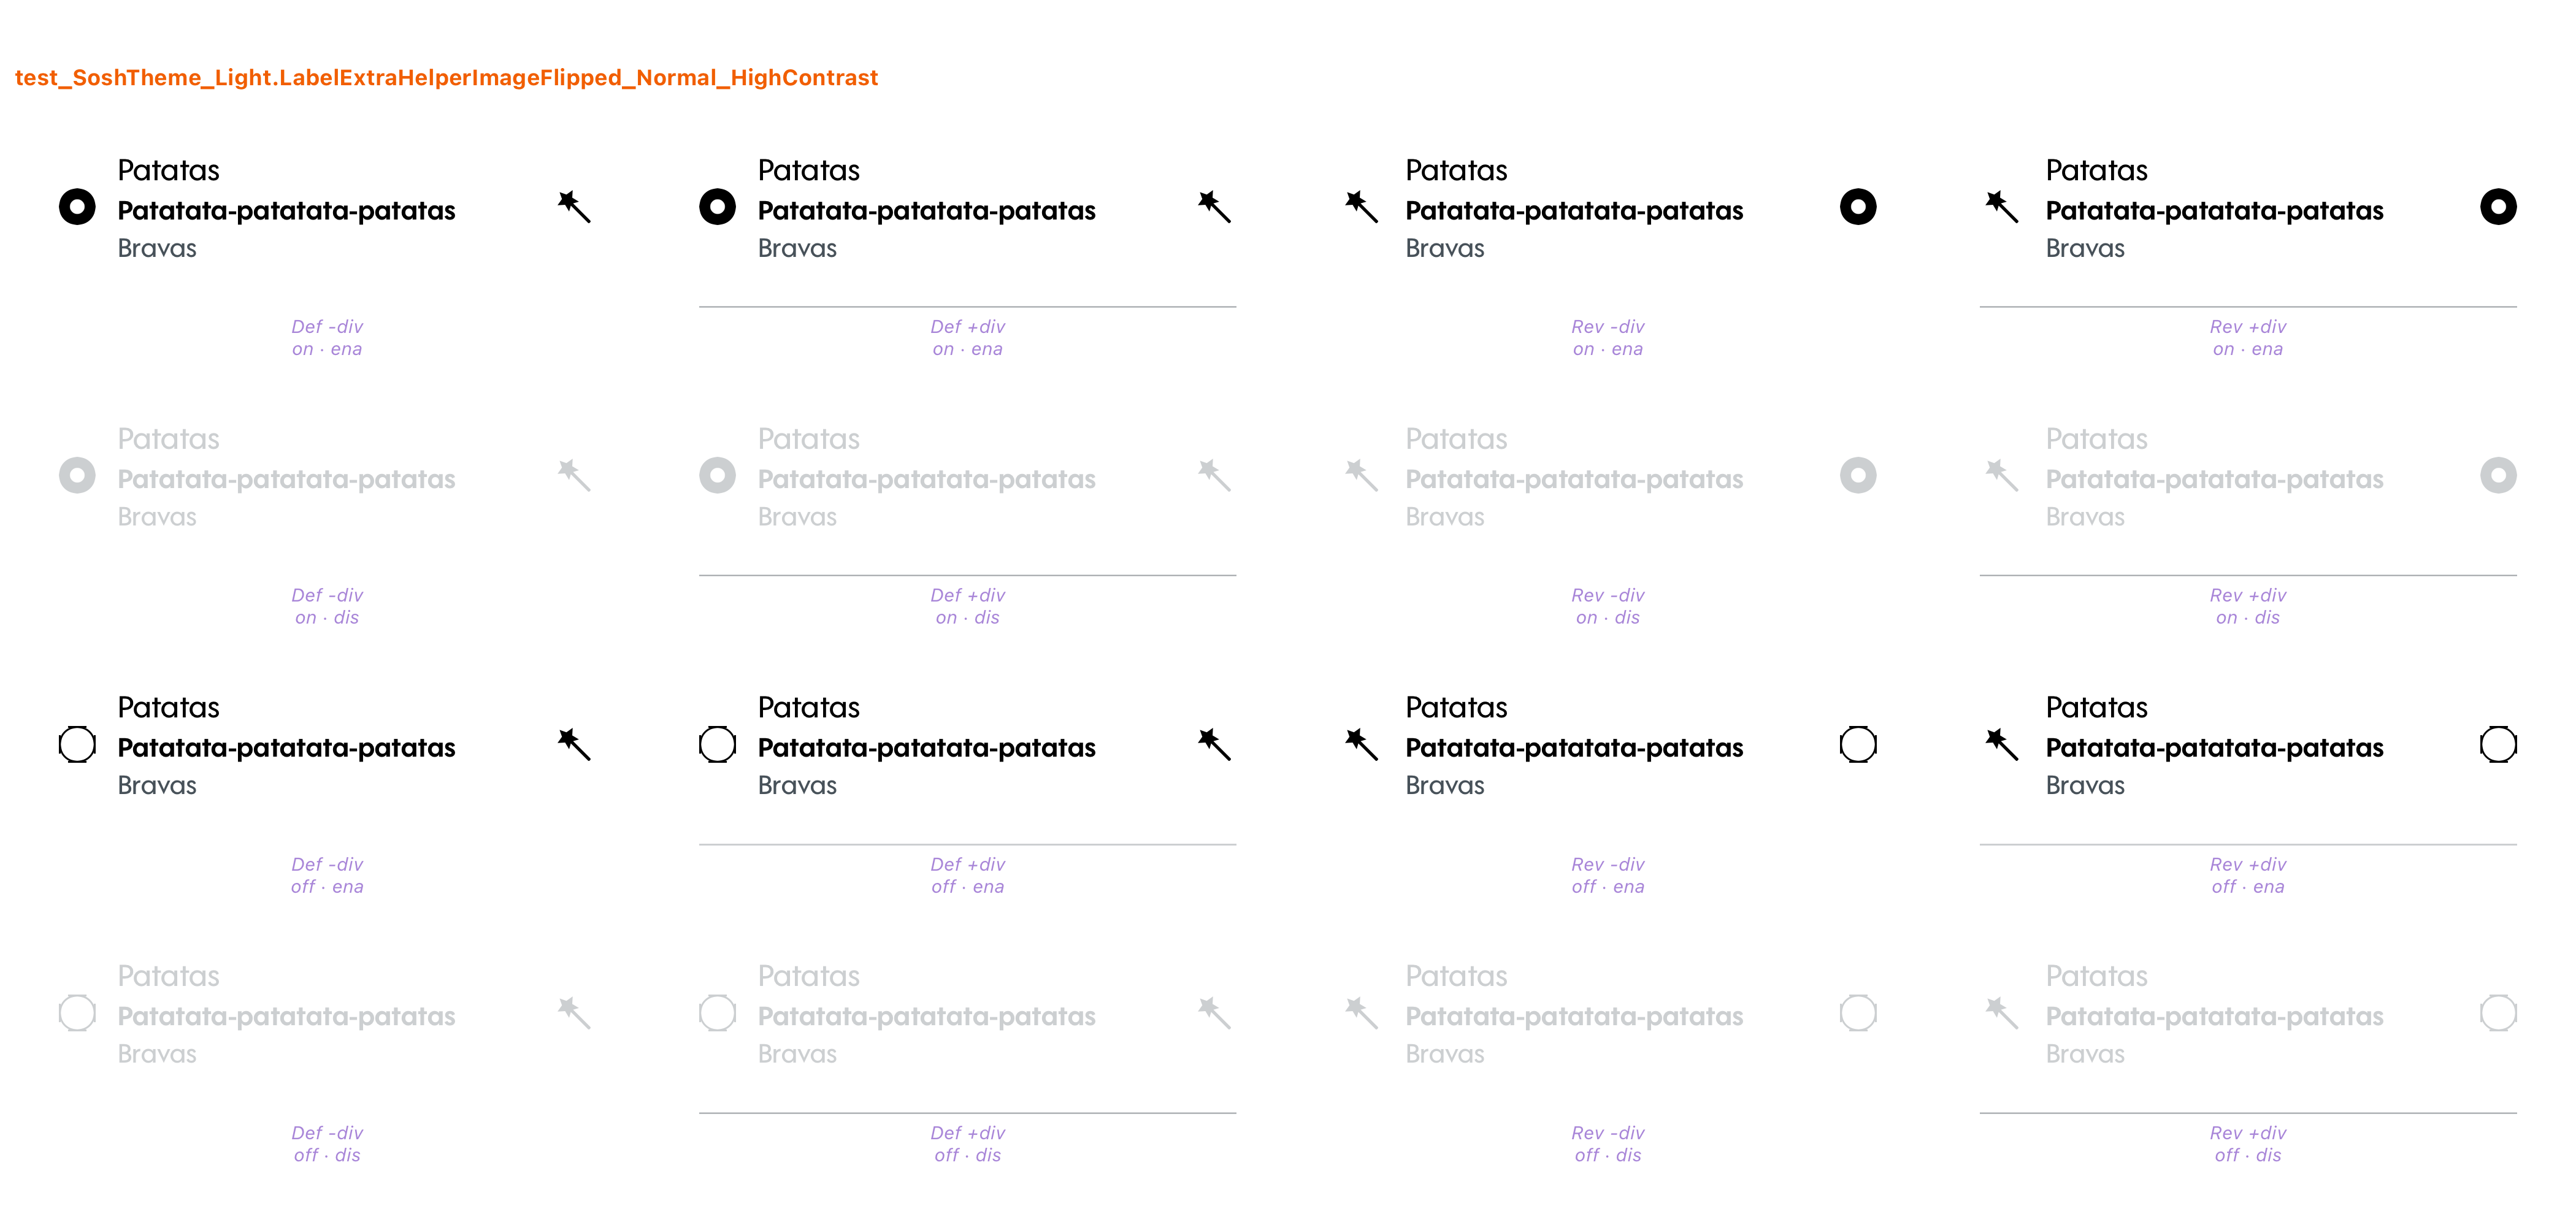 test_SoshTheme_Light.LabelExtraHelperImageFlipped_Normal_HighContrast
Patatas
Patatata-patatata-patatas
Bravas
Def -div
on · ena
Patatas
Patatata-patatata-patatas
Bravas
Def +div
on · ena
Patatas
Patatata-patatata-patatas
Bravas
Rev -div
on · ena
Patatas
Patatata-patatata-patatas
Bravas
Rev +div
on · ena
Patatas
Patatata-patatata-patatas
Bravas
Def -div
on · dis
Patatas
Patatata-patatata-patatas
Bravas
Def +div
on · dis
Patatas
Patatata-patatata-patatas
Bravas
Rev -div
on · dis
Patatas
Patatata-patatata-patatas
Bravas
Rev +div
on · dis
Patatas
Patatata-patatata-patatas
Bravas
Def -div
off · ena
Patatas
Patatata-patatata-patatas
Bravas
Def +div
off · ena
Patatas
Patatata-patatata-patatas
Bravas
Rev -div
off · ena
Patatas
Patatata-patatata-patatas
Bravas
Rev +div
off · ena
Patatas
Patatata-patatata-patatas
Bravas
Def -div
off · dis
Patatas
Patatata-patatata-patatas
Bravas
Def +div
off · dis
Patatas
Patatata-patatata-patatas
Bravas
Rev -div
off · dis
Patatas
Patatata-patatata-patatas
Bravas
Rev +div
off · dis